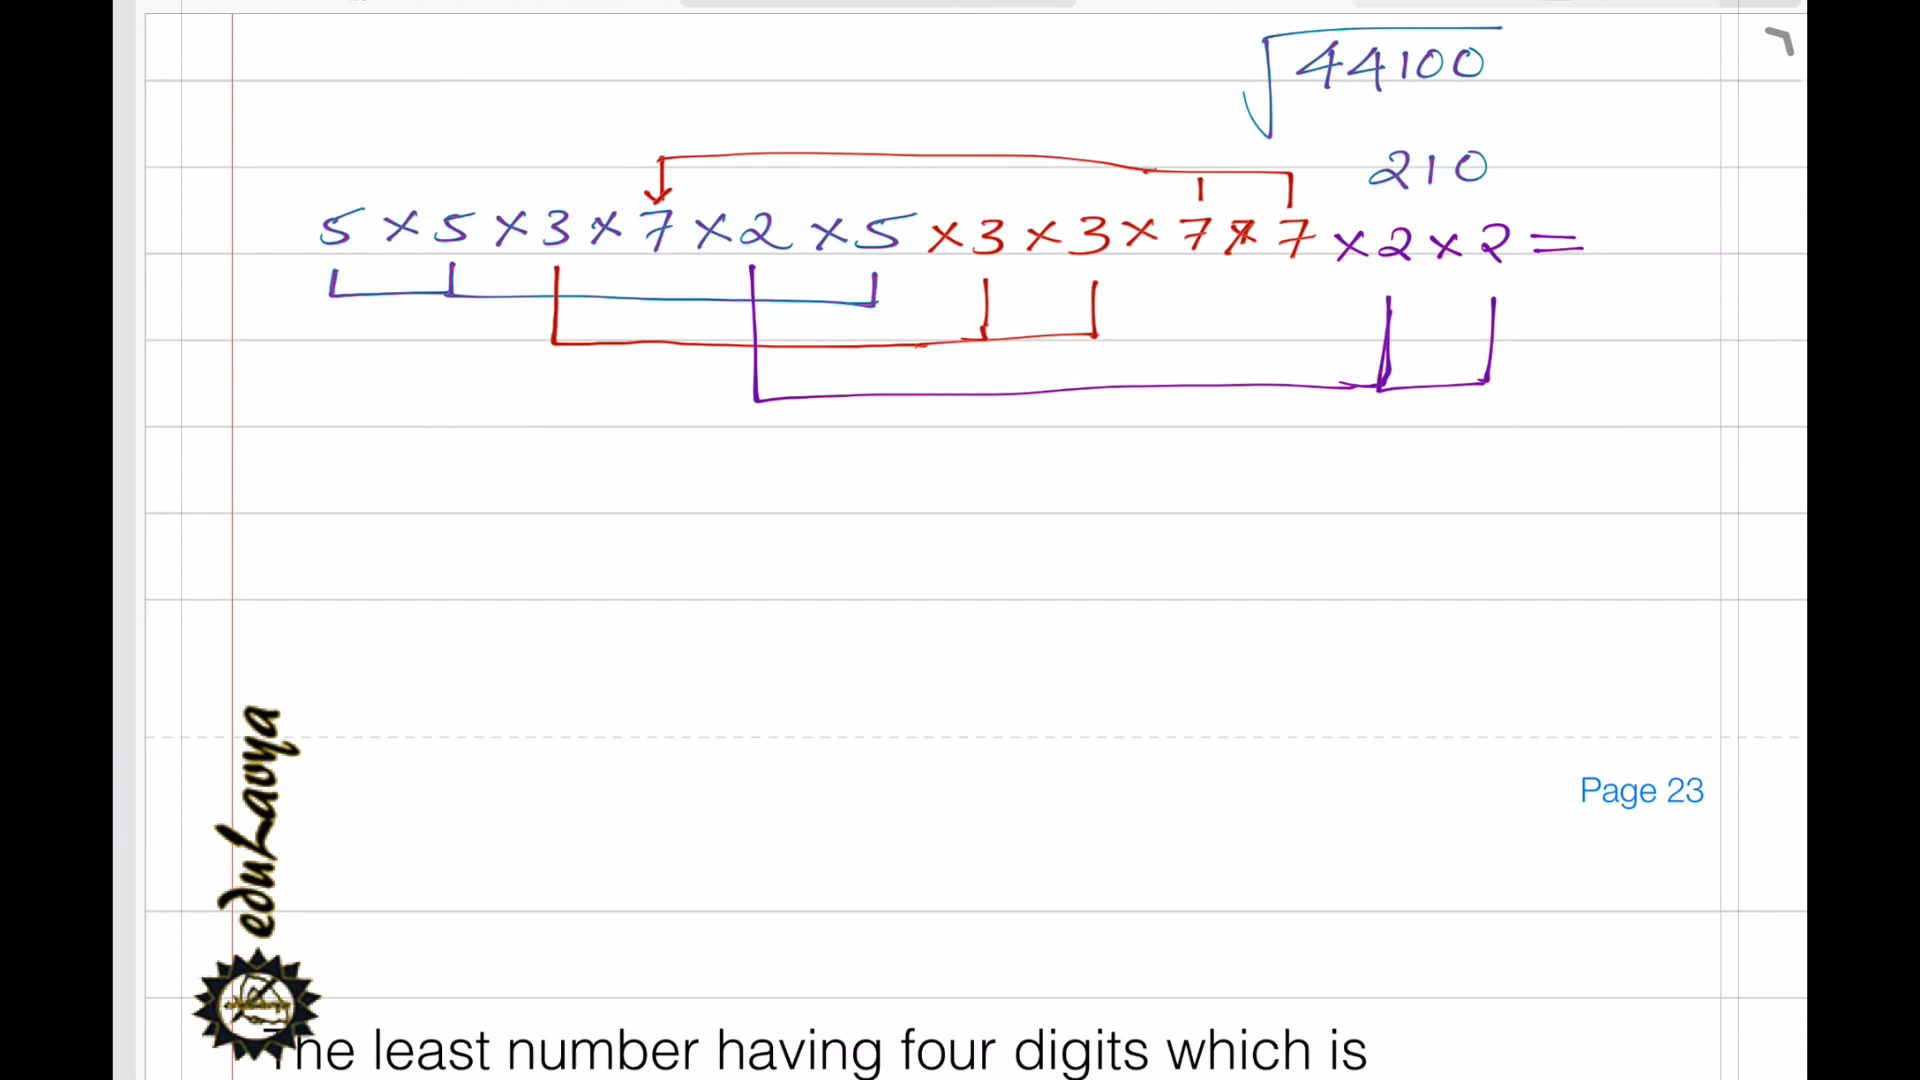 √44100
210
5 × 5 × 3 × 7 × 2 × 5 × 3 × 3 × 7 × 7 × 2 × 2 =
Page 23
eduLavya
The least number having four digits which is